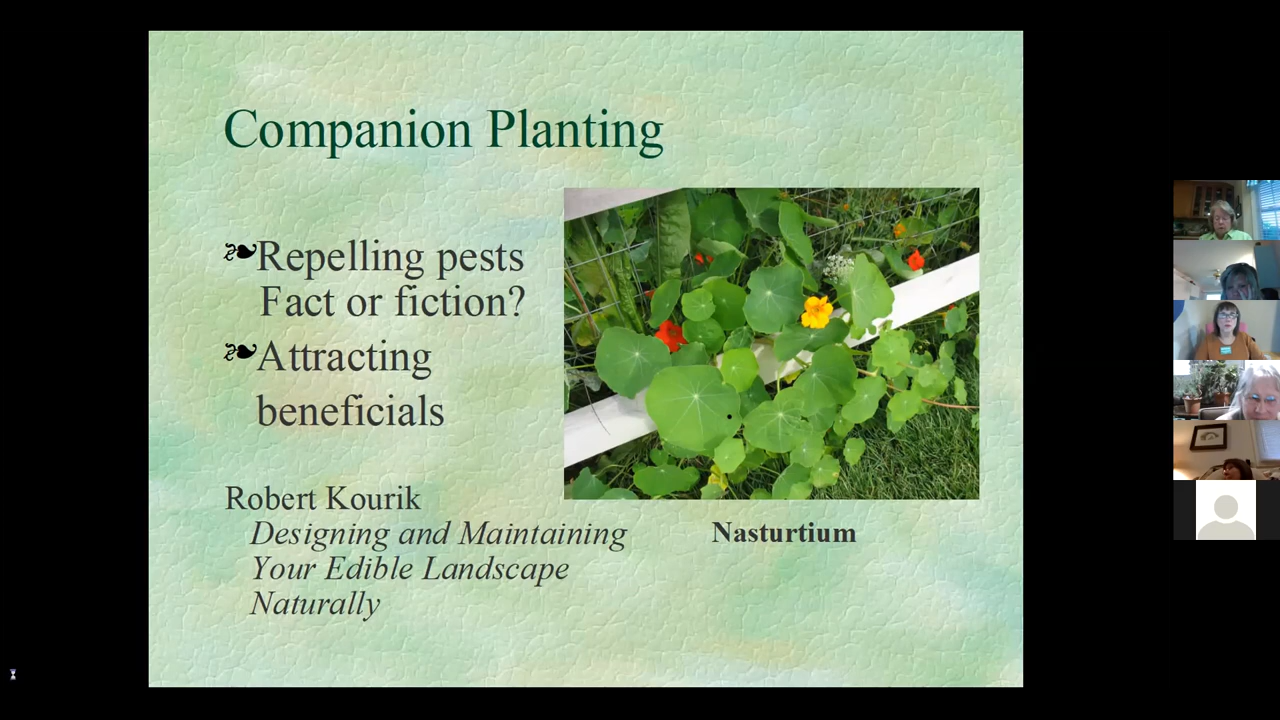 Companion Planting
Repelling pests
Fact or fiction?
Attracting
beneficials
Robert Kourik
Designing and Maintaining
Your Edible Landscape
Naturally
Nasturtium